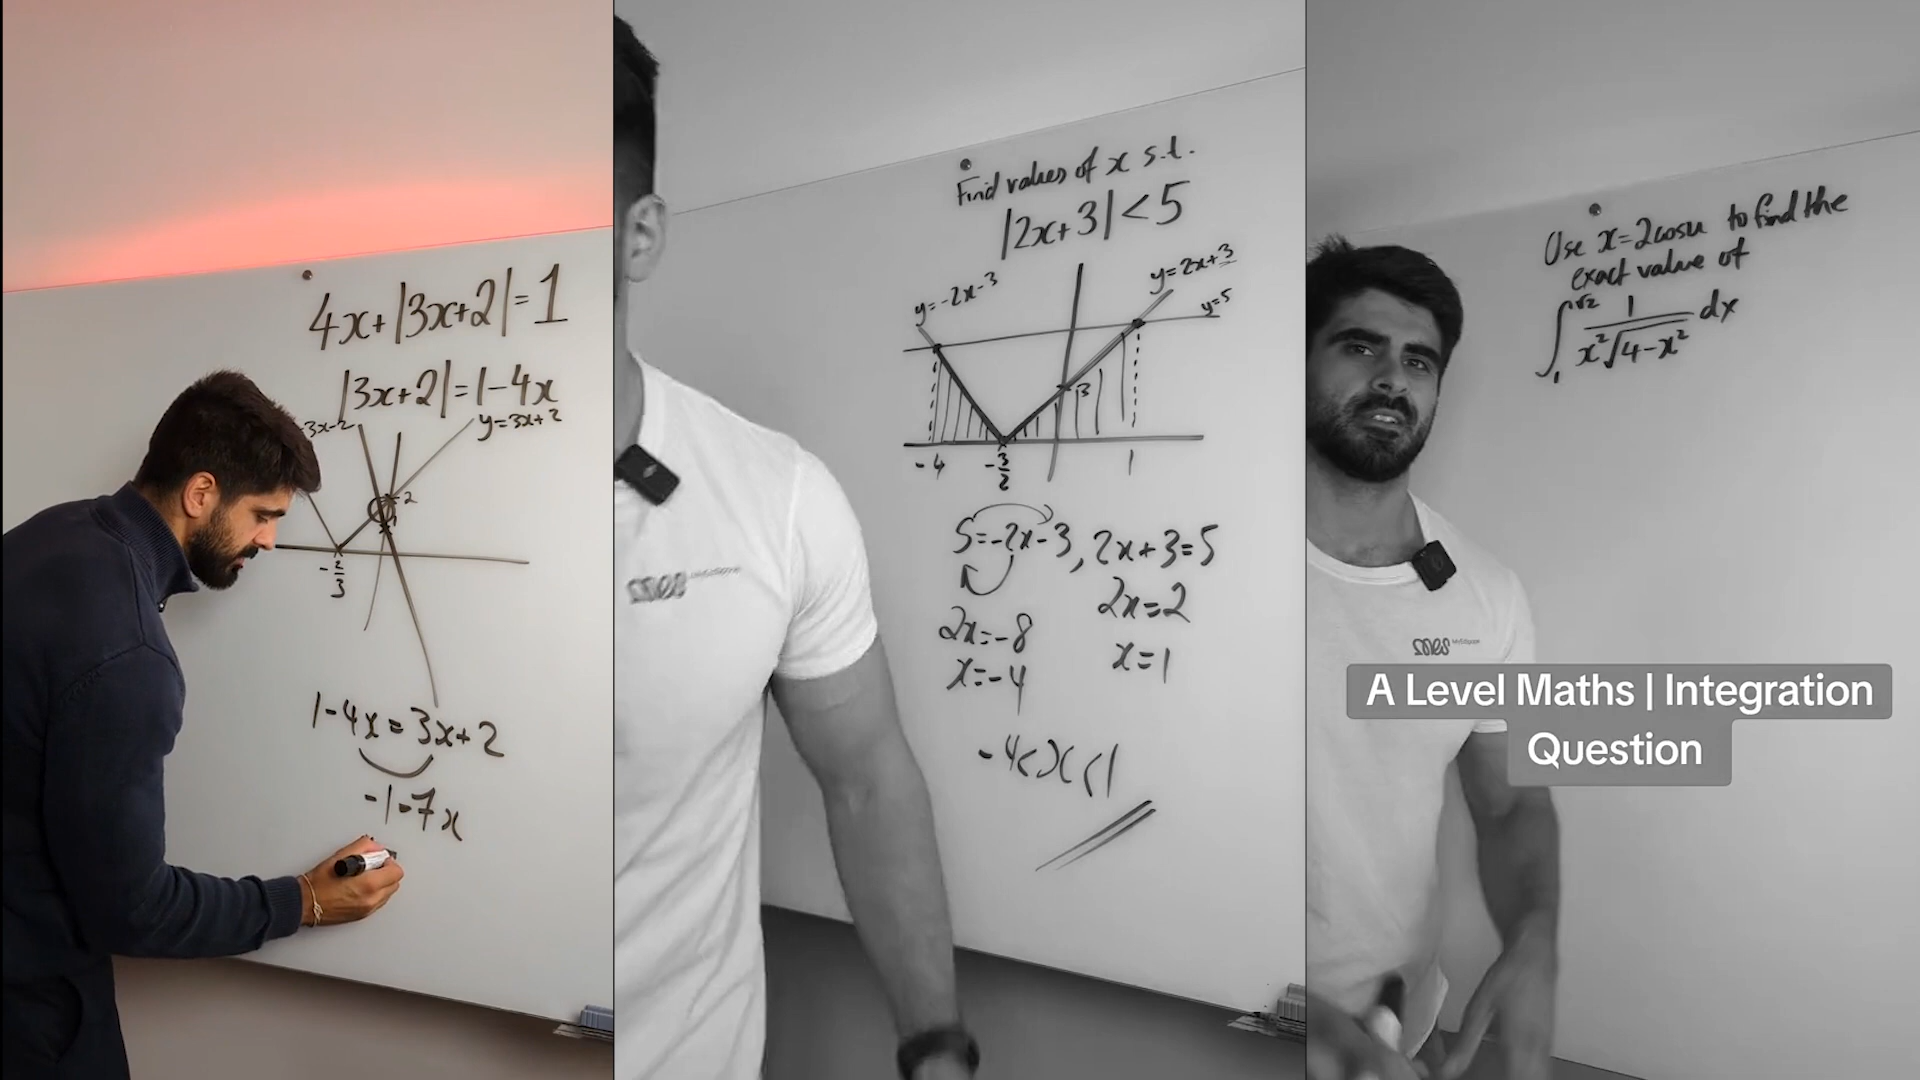 4x+|3x+2|=1
|3x+2|=1-4x
-3x-2
y=3x+2
2
1
-2/3
1-4x=3x+2
-1=7x
Find values of x s.t.
|2x+3|<5
y=-2x-3
y=2x+3
y=5
3
-4
-3/2
1
5=-2x-3, 2x+3=5
2x=-8
2x=2
x=-4
x=1
-4<x<1
Use x=2cosu to find the
exact value of
∫₁^√2 1/(x²√(4-x²)) dx
A Level Maths | Integration
Question